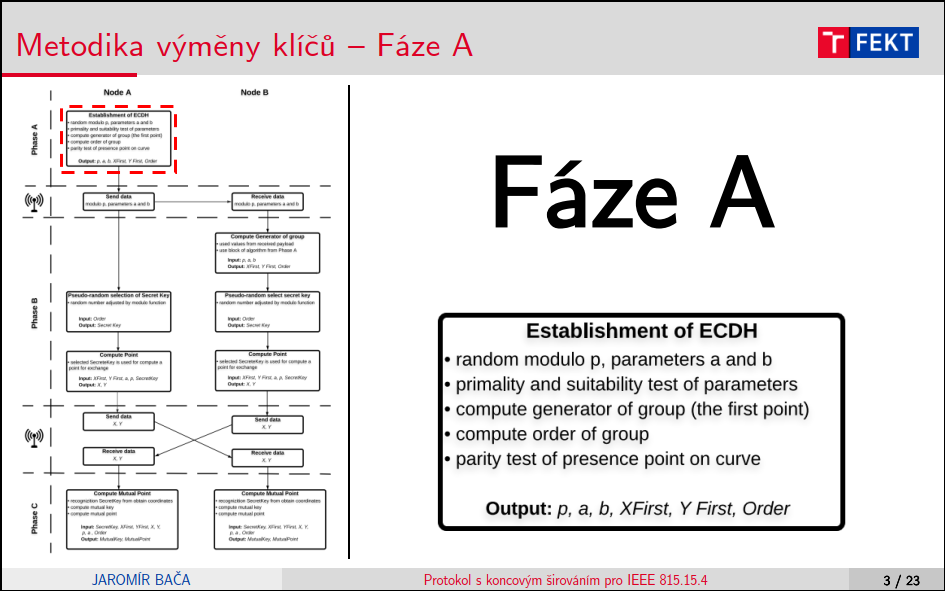 Metodika výměny klíčů – Fáze A
T FEKT
Node A
Node B
Phase A
Establishment of ECDH
• random modulo p, parameters a and b
• primality and suitability test of parameters
• compute generator of group (the first point)
• compute order of group
• parity test of presence point on curve
Output: p, a, b, XFirst, Y First, Order
Send data
modulo p, parameters a and b
Receive data
modulo p, parameters a and b
Phase B
Compute Generator of group
• used values from received payload
• use block of algorithm from Phase A
Input: p, a, b
Output: XFirst, Y First, Order
Pseudo-random selection of Secret Key
• random number adjusted by modulo function
Input: Order
Output: Secret Key
Pseudo-random select secret key
• random number adjusted by modulo function
Input: Order
Output: Secret Key
Compute Point
• selected SecreteKey is used for compute a
point for exchange
Input: XFirst, Y First, a, p, SecretKey
Output: X, Y
Compute Point
• selected SecreteKey is used for compute a
point for exchange
Input: XFirst, Y First, a, p, SecretKey
Output: X, Y
Send data
X, Y
Send data
X, Y
Receive data
X, Y
Receive data
X, Y
Phase C
Compute Mutual Point
• recognization SecretKey from obtain coordinates
• compute mutual key
• compute mutual point
Input: SecretKey, XFirst, YFirst, X, Y,
p, a , Order
Output: MutualKey, MutualPoint
Compute Mutual Point
• recognization SecretKey from obtain coordinates
• compute mutual key
• compute mutual point
Input: SecretKey, XFirst, YFirst, X, Y,
p, a , Order
Output: MutualKey, MutualPoint
Fáze A
Establishment of ECDH
• random modulo p, parameters a and b
• primality and suitability test of parameters
• compute generator of group (the first point)
• compute order of group
• parity test of presence point on curve
Output: p, a, b, XFirst, Y First, Order
JAROMÍR BAČA
Protokol s koncovým širováním pro IEEE 815.15.4
3 / 23